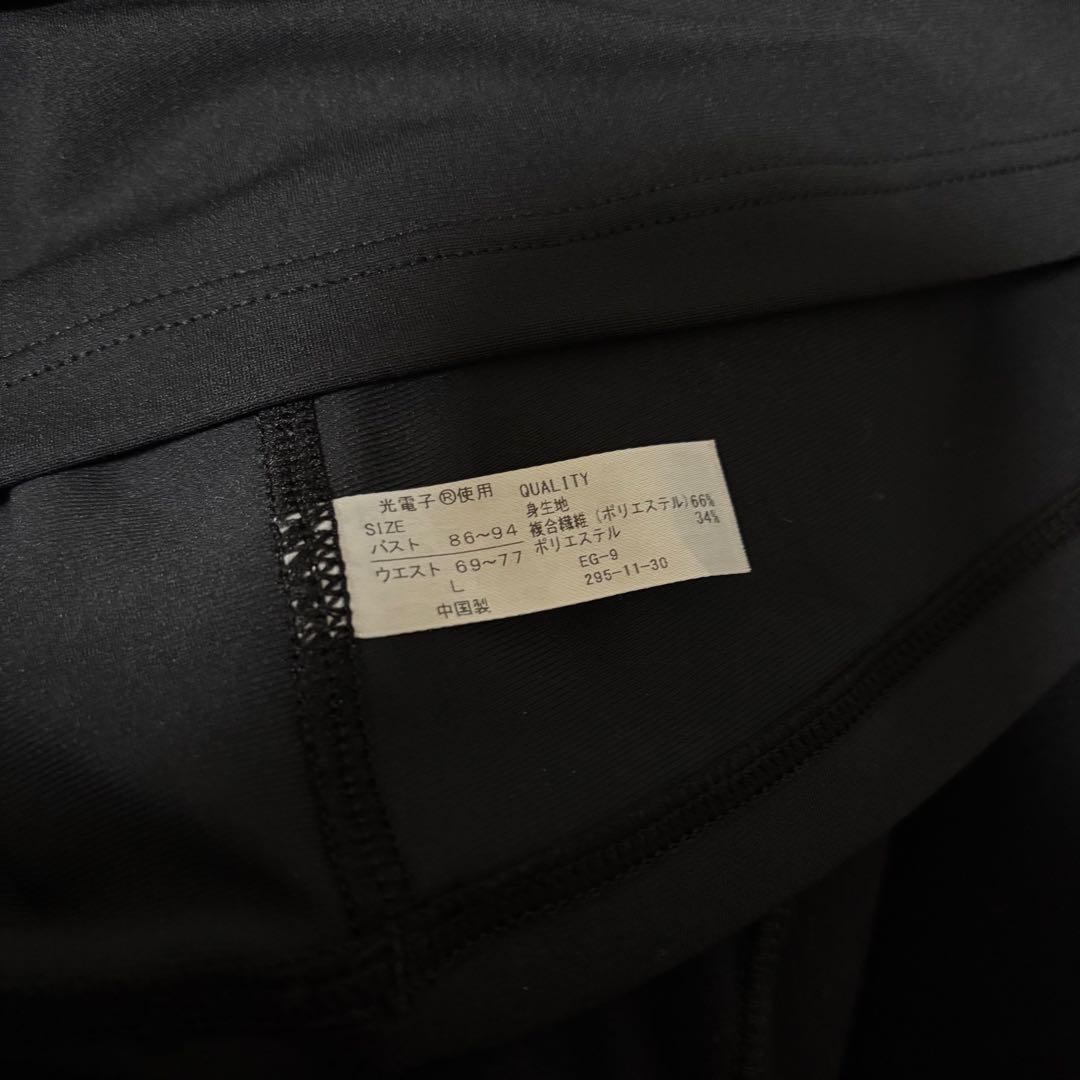 光電子®使用
SIZE
バスト 86〜94
ウエスト 69〜77
L
中国製
QUALITY
身生地
複合繊維(ポリエステル)66%
ポリエステル 34%
EG-9
295-11-30